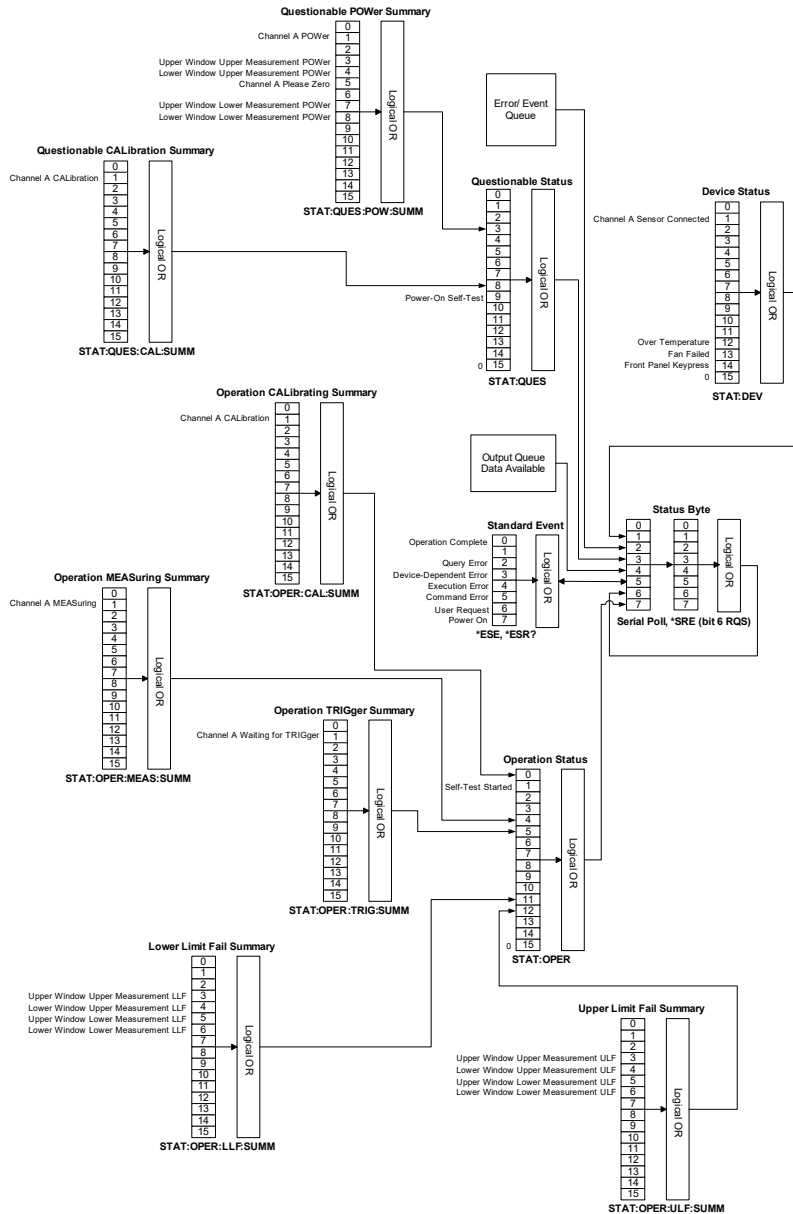 Questionable POWer Summary
Channel A POWer
Upper Window Upper Measurement POWer
Lower Window Upper Measurement POWer
Channel A Please Zero
Upper Window Lower Measurement POWer
Lower Window Lower Measurement POWer
0
1
2
3
4
5
6
7
8
9
10
11
12
13
14
15
Logical OR
STAT:QUES:POW:SUMM
Error/ Event
Queue
Questionable CALibration Summary
Channel A CALibration
0
1
2
3
4
5
6
7
8
9
10
11
12
13
14
15
Logical OR
STAT:QUES:CAL:SUMM
Questionable Status
Power-On Self-Test
0
0
1
2
3
4
5
6
7
8
9
10
11
12
13
14
15
Logical OR
STAT:QUES
Device Status
Channel A Sensor Connected
Over Temperature
Fan Failed
Front Panel Keypress
0
0
1
2
3
4
5
6
7
8
9
10
11
12
13
14
15
Logical OR
STAT:DEV
Operation CALibrating Summary
Channel A CALibration
0
1
2
3
4
5
6
7
8
9
10
11
12
13
14
15
Logical OR
STAT:OPER:CAL:SUMM
Output Queue
Data Available
Standard Event
Operation Complete
Query Error
Device-Dependent Error
Execution Error
Command Error
User Request
Power On
0
1
2
3
4
5
6
7
Logical OR
*ESE, *ESR?
Status Byte
0
1
2
3
4
5
6
7
0
1
2
3
4
5
6
7
Logical OR
Serial Poll, *SRE (bit 6 RQS)
Operation MEASuring Summary
Channel A MEASuring
0
1
2
3
4
5
6
7
8
9
10
11
12
13
14
15
Logical OR
STAT:OPER:MEAS:SUMM
Operation TRIGger Summary
Channel A Waiting for TRIGger
0
1
2
3
4
5
6
7
8
9
10
11
12
13
14
15
Logical OR
STAT:OPER:TRIG:SUMM
Operation Status
Self-Test Started
0
0
1
2
3
4
5
6
7
8
9
10
11
12
13
14
15
Logical OR
STAT:OPER
Lower Limit Fail Summary
Upper Window Upper Measurement LLF
Lower Window Upper Measurement LLF
Upper Window Lower Measurement LLF
Lower Window Lower Measurement LLF
0
1
2
3
4
5
6
7
8
9
10
11
12
13
14
15
Logical OR
STAT:OPER:LLF:SUMM
Upper Limit Fail Summary
Upper Window Upper Measurement ULF
Lower Window Upper Measurement ULF
Upper Window Lower Measurement ULF
Lower Window Lower Measurement ULF
0
1
2
3
4
5
6
7
8
9
10
11
12
13
14
15
Logical OR
STAT:OPER:ULF:SUMM